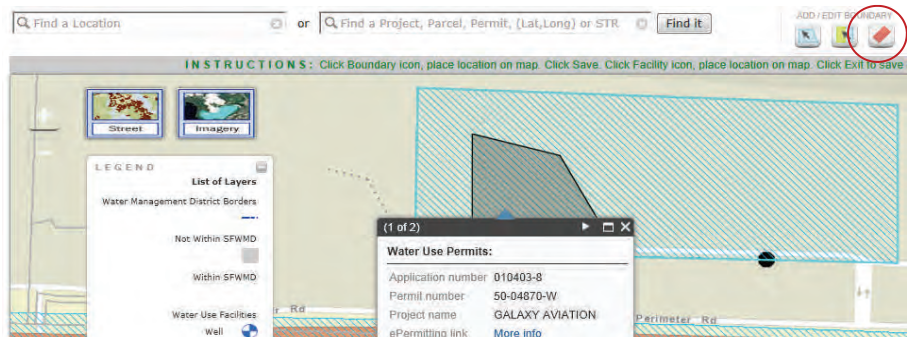 ADD / EDIT BOUNDARY
Find a Location or Find a Project, Parcel, Permit, (Lat,Long) or STR Find it
INSTRUCTIONS: Click Boundary icon, place location on map. Click Save. Click Facility icon, place location on map. Click Exit to save
Street Imagery
LEGEND
List of Layers
Water Management District Borders
Not Within SFWMD
Within SFWMD
Water Use Facilities
Well
(1 of 2)
Water Use Permits:
Application number 010403-8
Permit number 50-04870-W
Project name GALAXY AVIATION
ePermitting link More info
r Rd
Perimeter Rd